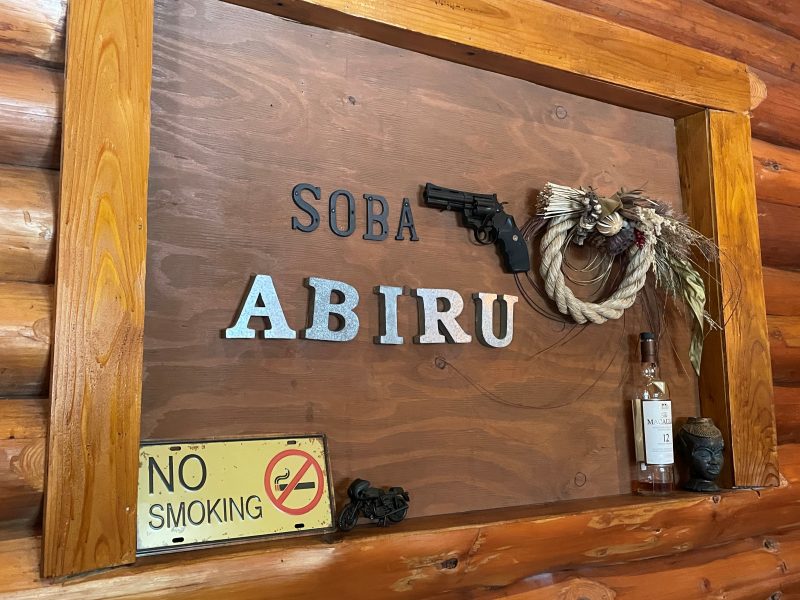 SOBA
ABIRU
NO
SMOKING
MACALLAN
12